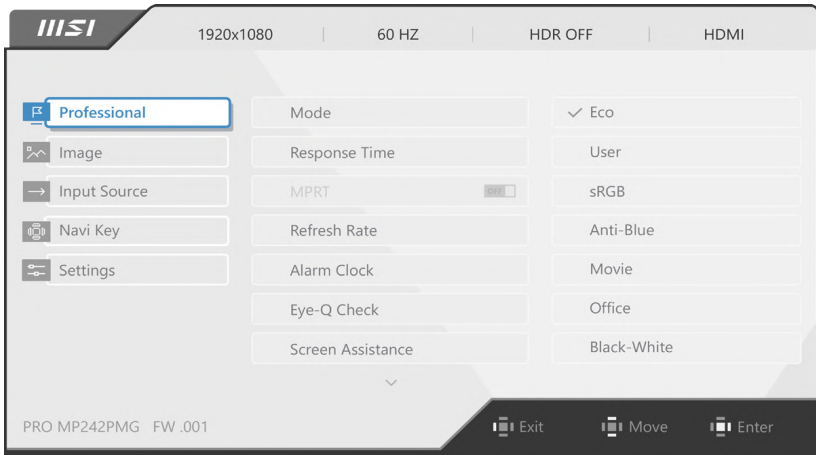 msi 1920x1080 60 HZ HDR OFF HDMI
Professional Mode Eco
Image Response Time User
Input Source MPRT OFF sRGB
Navi Key Refresh Rate Anti-Blue
Settings Alarm Clock Movie
Eye-Q Check Office
Screen Assistance Black-White
PRO MP242PMG FW .001 Exit Move Enter